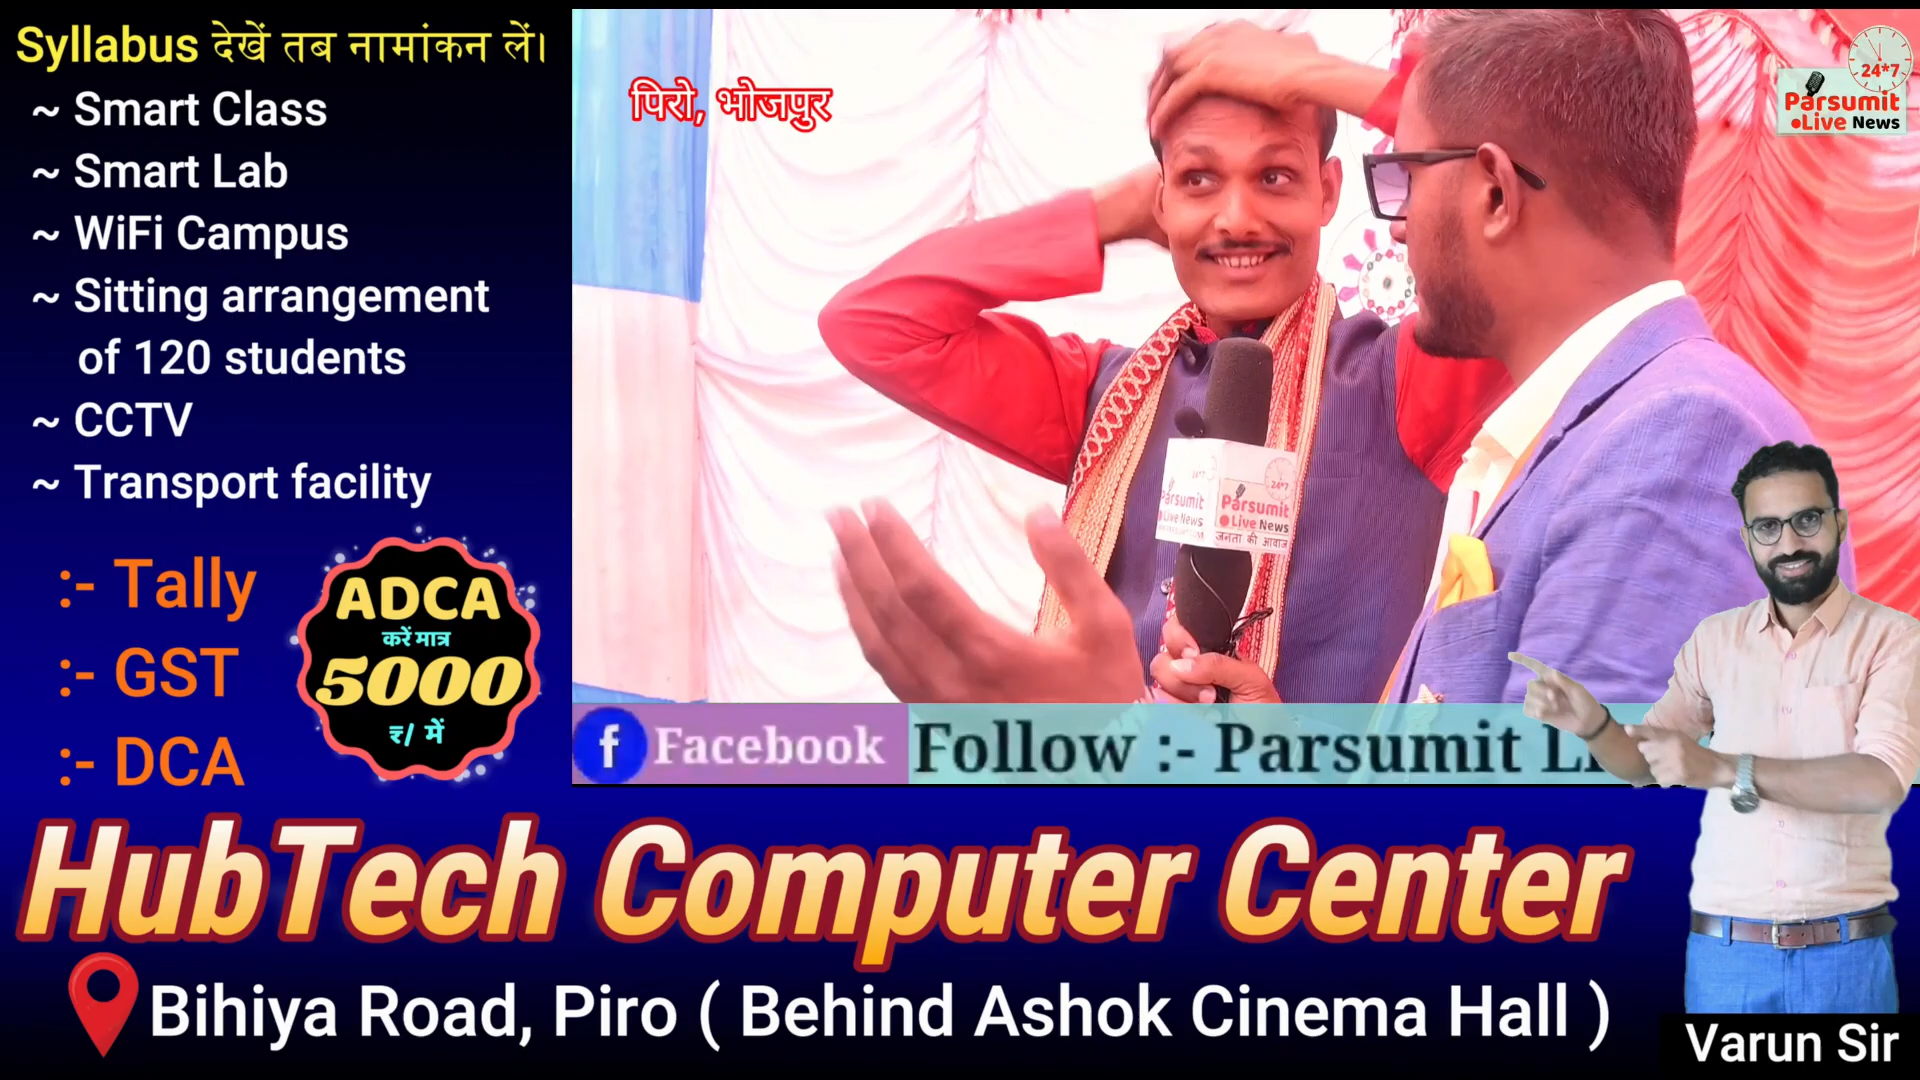 Syllabus देखें तब नामांकन लें।
~ Smart Class
~ Smart Lab
~ WiFi Campus
~ Sitting arrangement
of 120 students
~ CCTV
~ Transport facility
:- Tally
:- GST
:- DCA
ADCA
करें मात्र
5000
₹/ में
पिरो, भोजपुर
24*7
Parsumit
Live News
24*7
Parsumit
Live News
Parsumit
Live News
जनता की आवाज
f Facebook Follow :- Parsumit
HubTech Computer Center
Bihiya Road, Piro ( Behind Ashok Cinema Hall )
Varun Sir